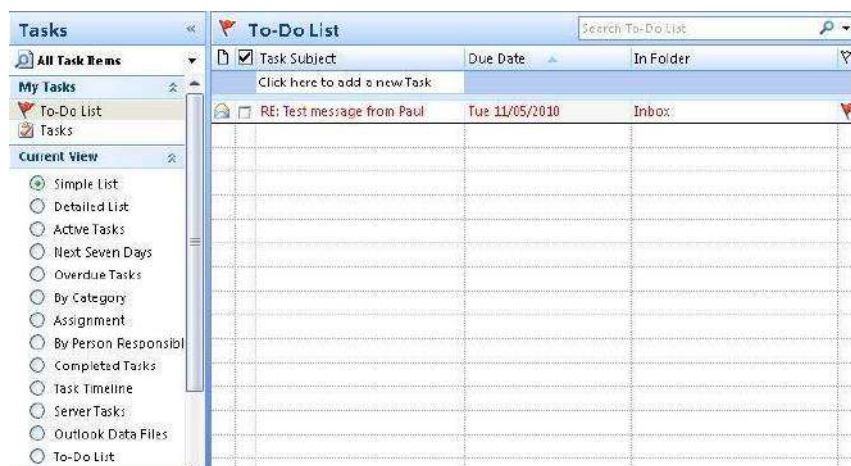 Tasks
All Task Items
My Tasks
To-Do List
Tasks
Current View
Simple List
Detailed List
Active Tasks
Next Seven Days
Overdue Tasks
By Category
Assignment
By Person Responsibl
Completed Tasks
Task Timeline
Server Tasks
Outlook Data Files
To-Do List
To-Do List
Search To-Do List
Task Subject Due Date In Folder
Click here to add a new Task
RE: Test message from Paul Tue 11/05/2010 Inbox